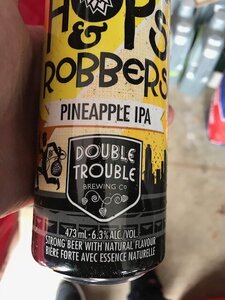 HOPS
&
ROBBERS
PINEAPPLE IPA
DOUBLE
TROUBLE
BREWING CO
473 mL • 6.3% ALC./VOL.
STRONG BEER WITH NATURAL FLAVOUR
BIÈRE FORTE AVEC ESSENCE NATURELLE